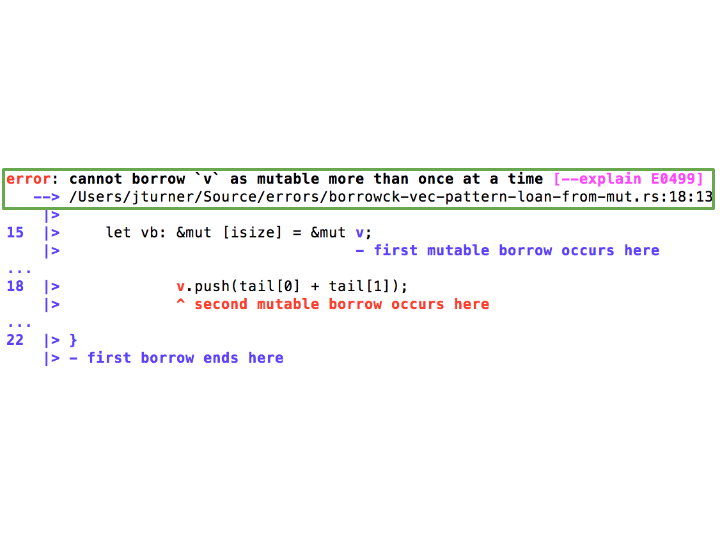 error: cannot borrow `v` as mutable more than once at a time [--explain E0499]
   --> /Users/jturner/Source/errors/borrowck-vec-pattern-loan-from-mut.rs:18:13
    |>
15  |>     let vb: &mut [isize] = &mut v;
    |>                                 - first mutable borrow occurs here
...
18  |>             v.push(tail[0] + tail[1]);
    |>             ^ second mutable borrow occurs here
...
22  |> }
    |> - first borrow ends here